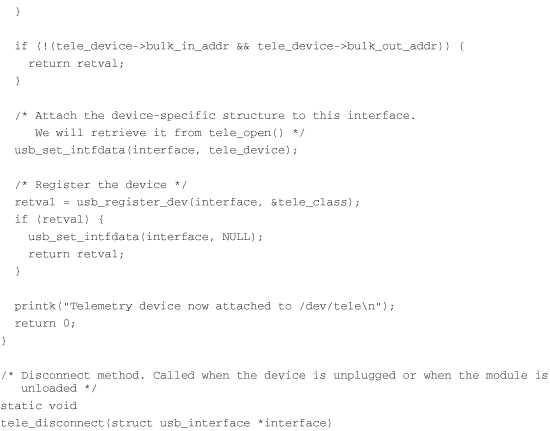 }
if (!(tele_device->bulk_in_addr && tele_device->bulk_out_addr)) {
return retval;
}
/* Attach the device-specific structure to this interface.
We will retrieve it from tele_open() */
usb_set_intfdata(interface, tele_device);
/* Register the device */
retval = usb_register_dev(interface, &tele_class);
if (retval) {
usb_set_intfdata(interface, NULL);
return retval;
}
printk("Telemetry device now attached to /dev/tele\n");
return 0;
}
/* Disconnect method. Called when the device is unplugged or when the module is
unloaded */
static void
tele_disconnect(struct usb_interface *interface)